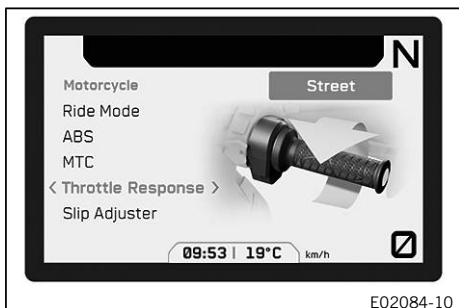 N
Motorcycle
Street
Ride Mode
ABS
MTC
< Throttle Response >
Slip Adjuster
09:53 | 19°C km/h
E02084-10